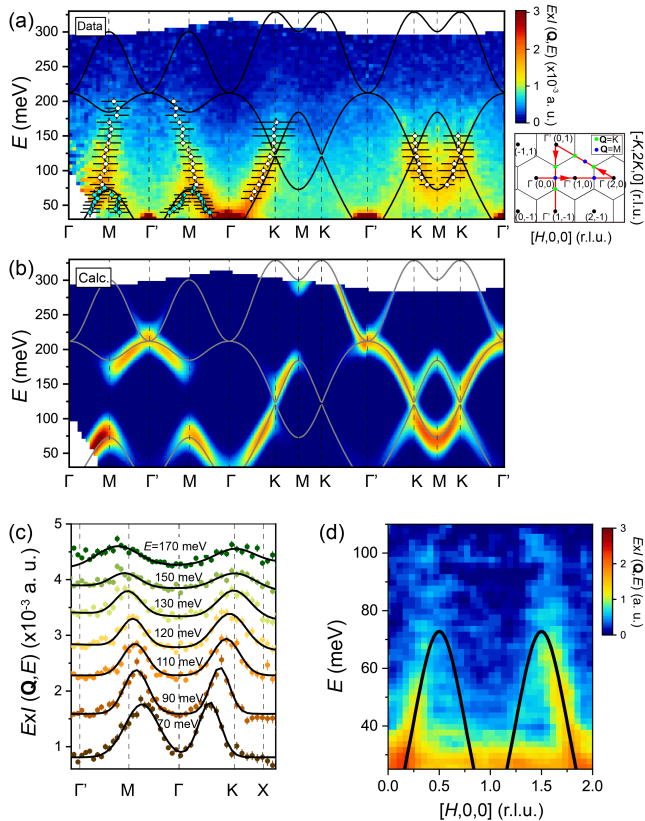 (a)
Data
E (meV)
300
250
200
150
100
50
Γ M Γ' M Γ K M K Γ' K M K Γ'
3
2
1
0
ExI (Q,E) (x10⁻³ a. u.)
Γ' (0,1)
Q=K
Q=M
(-1,1)
Γ (0,0) Γ' (1,0) Γ (2,0)
(0,-1) Γ' (1,-1) (2,-1)
[H,0,0] (r.l.u.)
[-K,2K,0] (r.l.u.)
(b)
Calc.
E (meV)
300
250
200
150
100
50
Γ M Γ' M Γ K M K Γ' K M K Γ'
(c)
ExI (Q,E) (x10⁻³ a. u.)
5
4
3
2
1
E=170 meV
150 meV
130 meV
120 meV
110 meV
90 meV
70 meV
Γ' M Γ K X
(d)
E (meV)
100
80
60
40
0.0 0.5 1.0 1.5 2.0
[H,0,0] (r.l.u.)
3
2
1
0
ExI (Q,E) (a. u.)